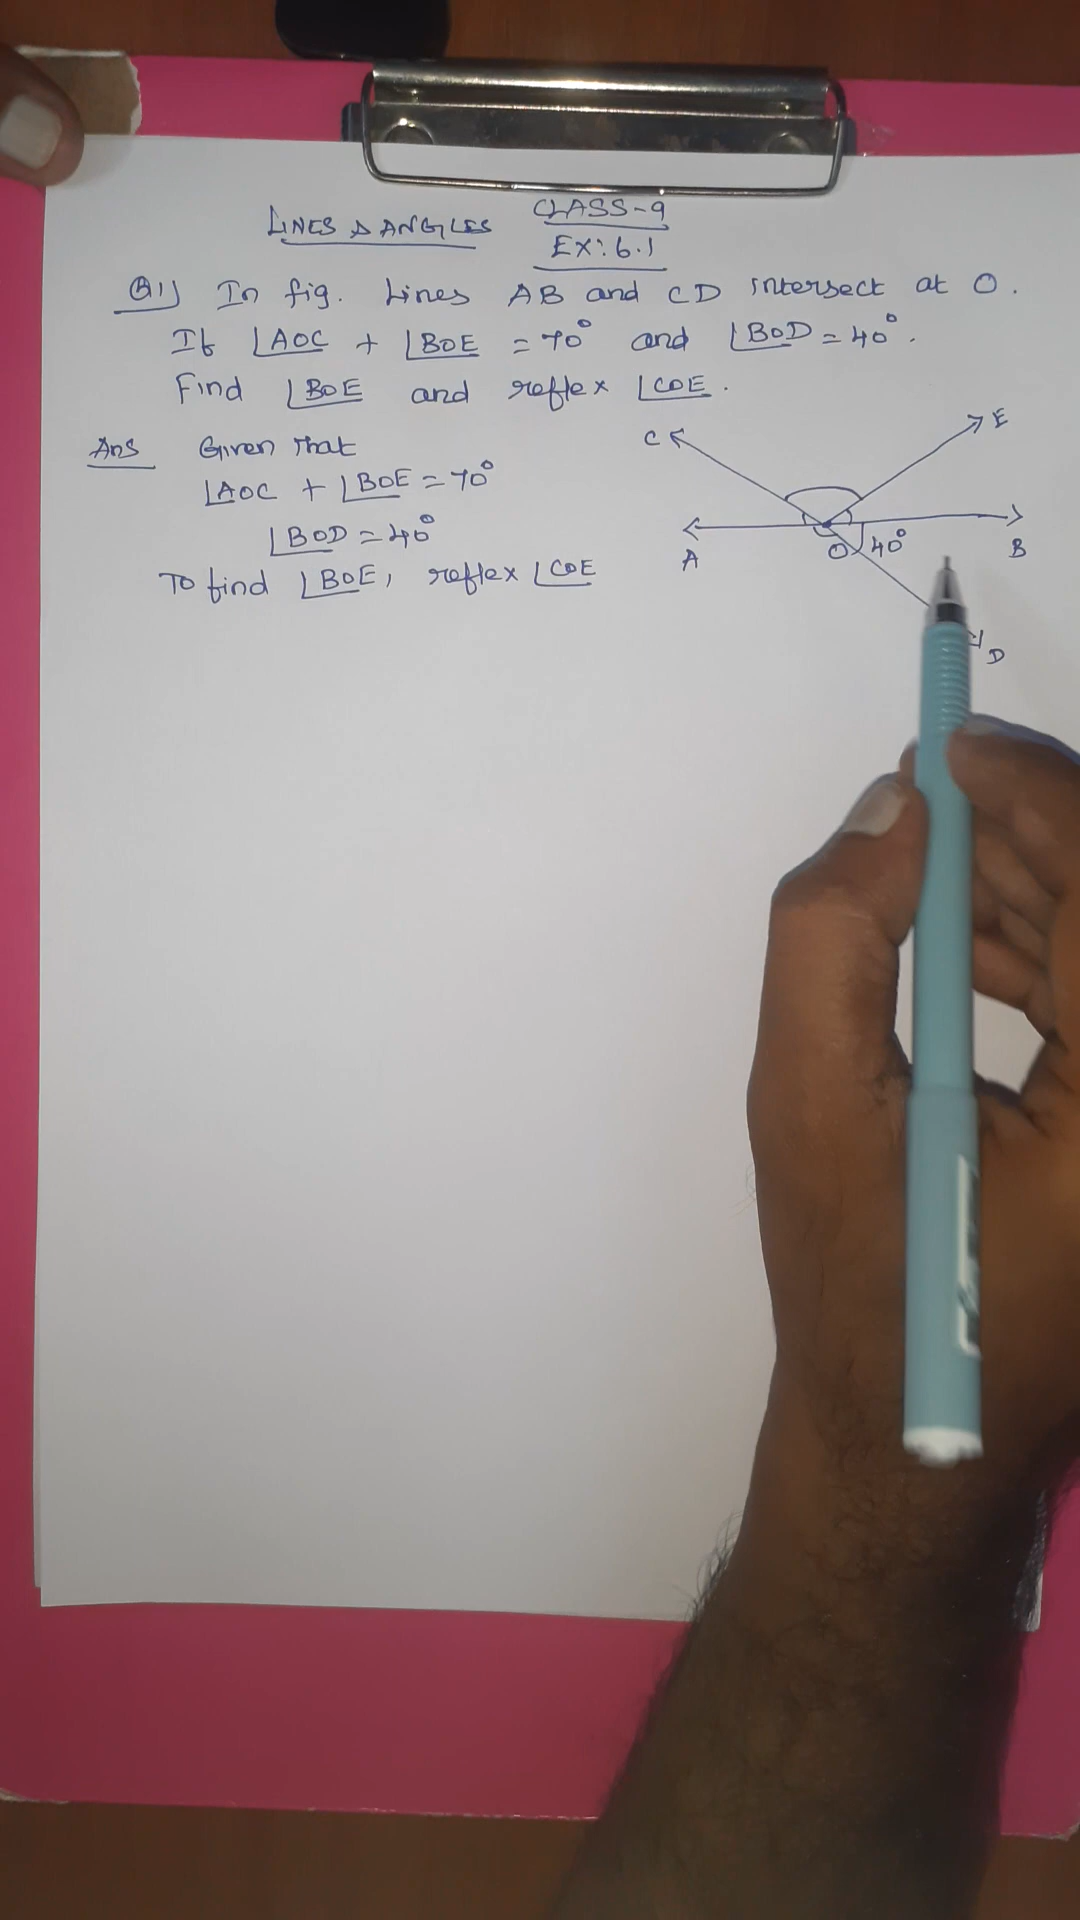 LINES & ANGLES CLASS-9
EX: 6.1
Q1) In fig. Lines AB and CD intersect at O.
If ∠AOC + ∠BOE = 70° and ∠BOD = 40°.
Find ∠BOE and reflex ∠COE.
Ans Given that
∠AOC + ∠BOE = 70°
∠BOD = 40°
To find ∠BOE, reflex ∠COE
C E
A O 40° B
D